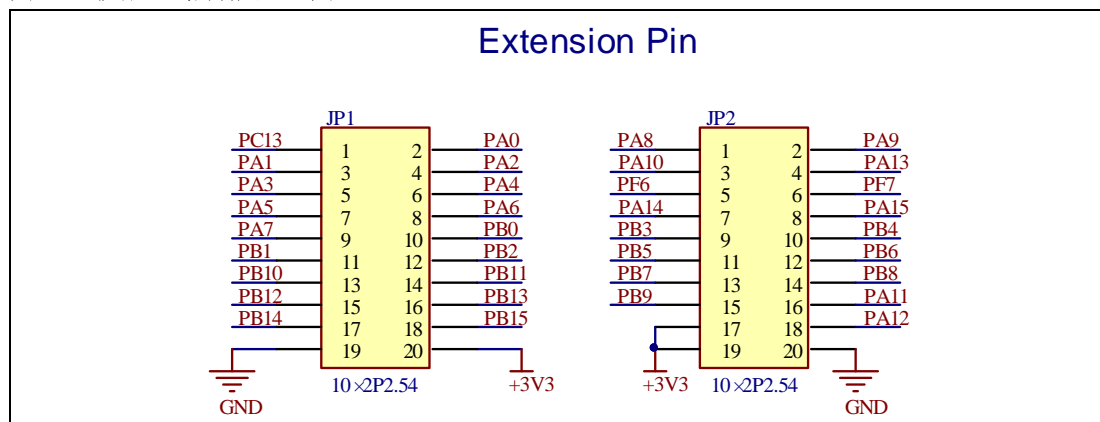 Extension Pin
JP1 JP2
PC13 1 2 PA0 PA8 1 2 PA9
PA1 3 4 PA2 PA10 3 4 PA13
PA3 5 6 PA4 PF6 5 6 PF7
PA5 7 8 PA6 PA14 7 8 PA15
PA7 9 10 PB0 PB3 9 10 PB4
PB1 11 12 PB2 PB5 11 12 PB6
PB10 13 14 PB11 PB7 13 14 PB8
PB12 15 16 PB13 PB9 15 16 PA11
PB14 17 18 PB15 17 18 PA12
19 20 19 20
10×2P2.54 +3V3 +3V3 10×2P2.54
GND GND